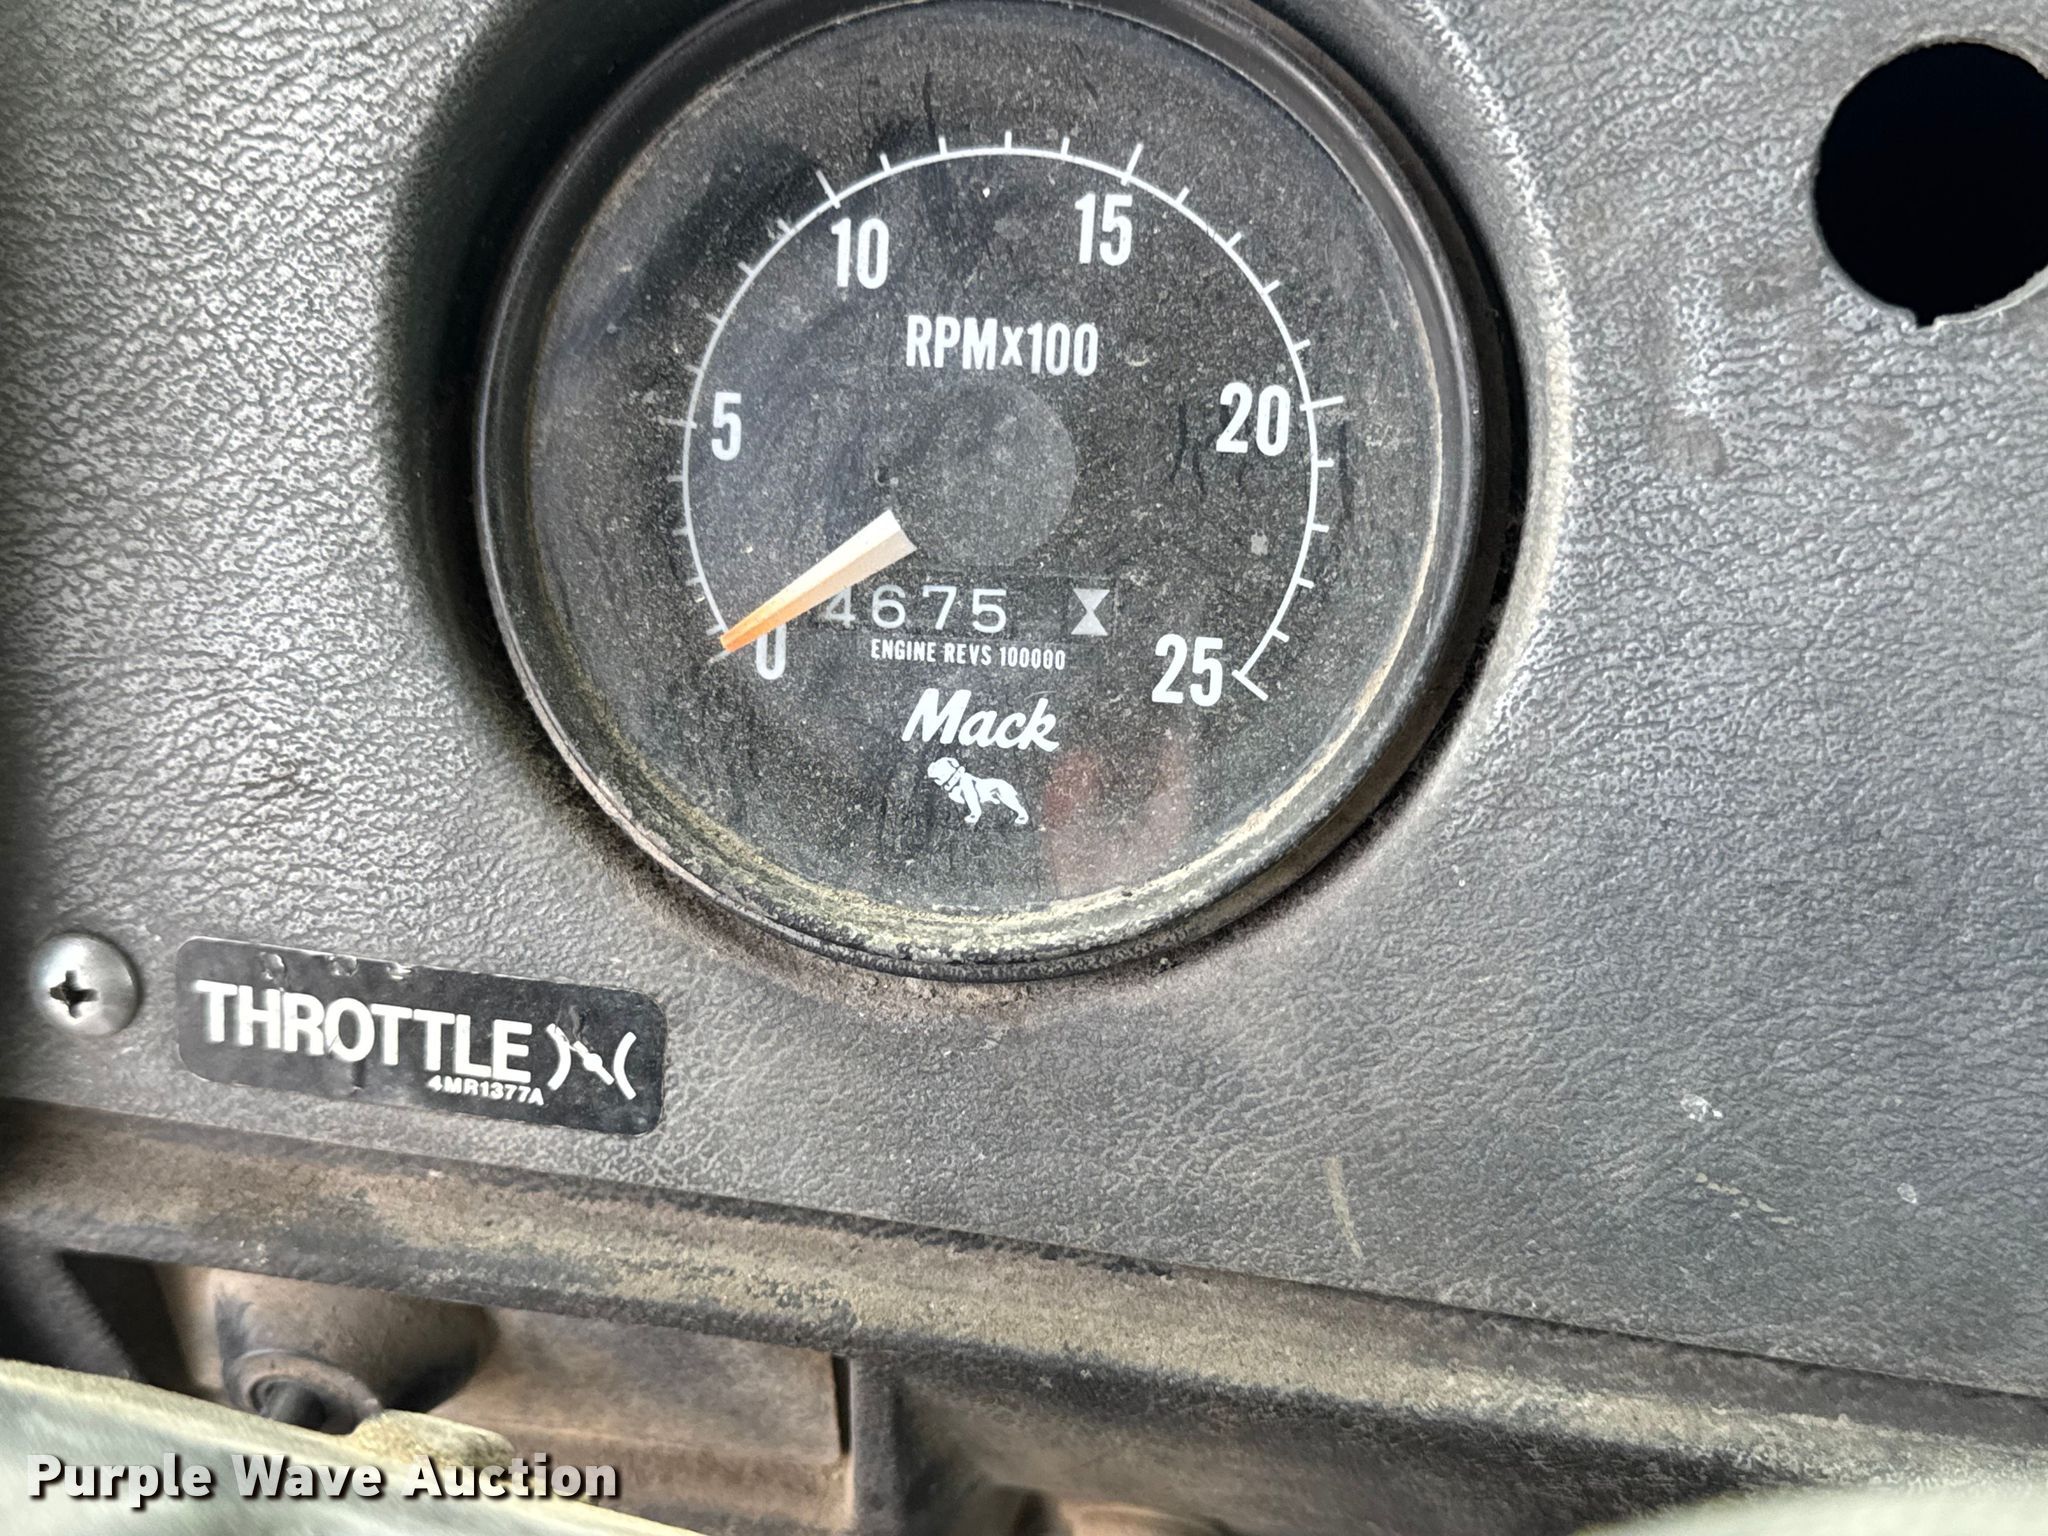 10
15
RPMx100
5
20
4675
0
ENGINE REVS 100000
25
Mack
THROTTLE
4MR1377A
Purple Wave Auction